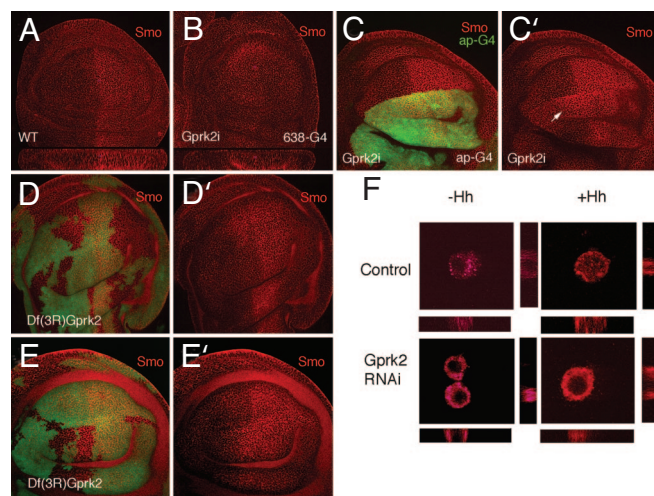 A Smo
WT
B Smo
Gprk2i 638-G4
C Smo
ap-G4
Gprk2i ap-G4
C' Smo
Gprk2i
D Smo
Df(3R)Gprk2
D' Smo
E Smo
Df(3R)Gprk2
E' Smo
F
-Hh +Hh
Control
Gprk2
RNAi